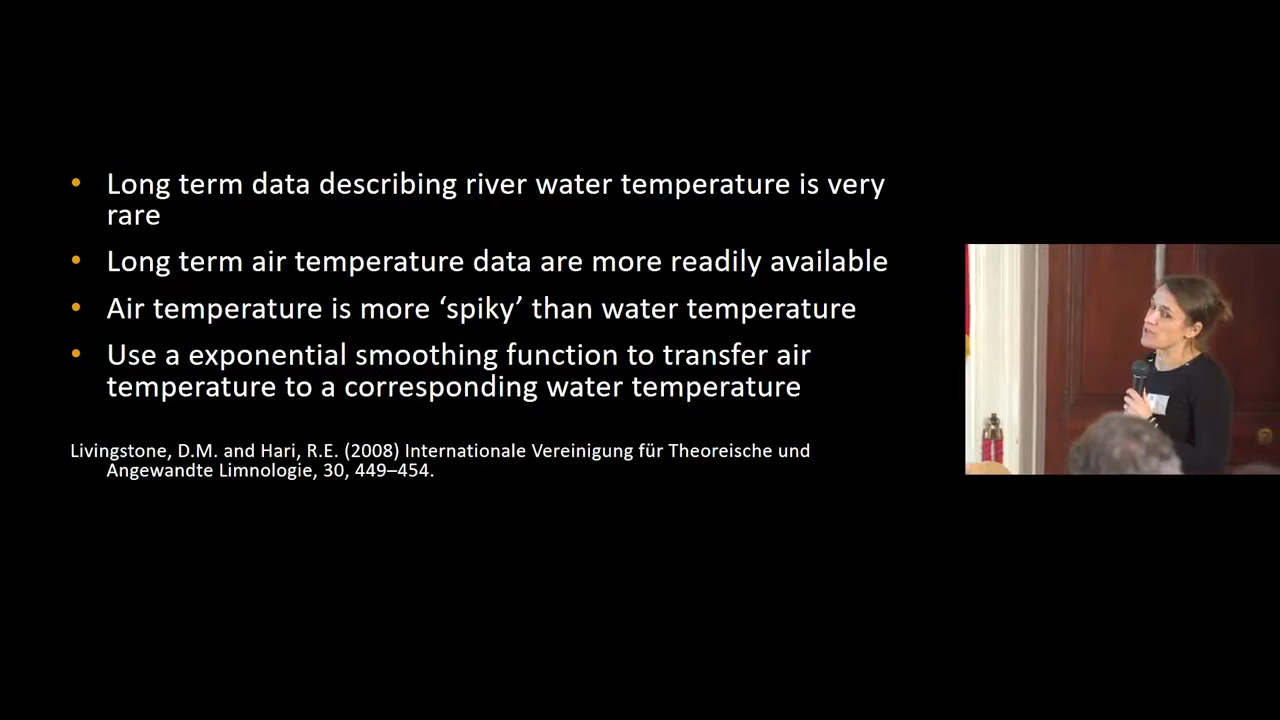 • Long term data describing river water temperature is very
rare
• Long term air temperature data are more readily available
• Air temperature is more ‘spiky’ than water temperature
• Use a exponential smoothing function to transfer air
temperature to a corresponding water temperature
Livingstone, D.M. and Hari, R.E. (2008) Internationale Vereinigung für Theoreische und
Angewandte Limnologie, 30, 449–454.